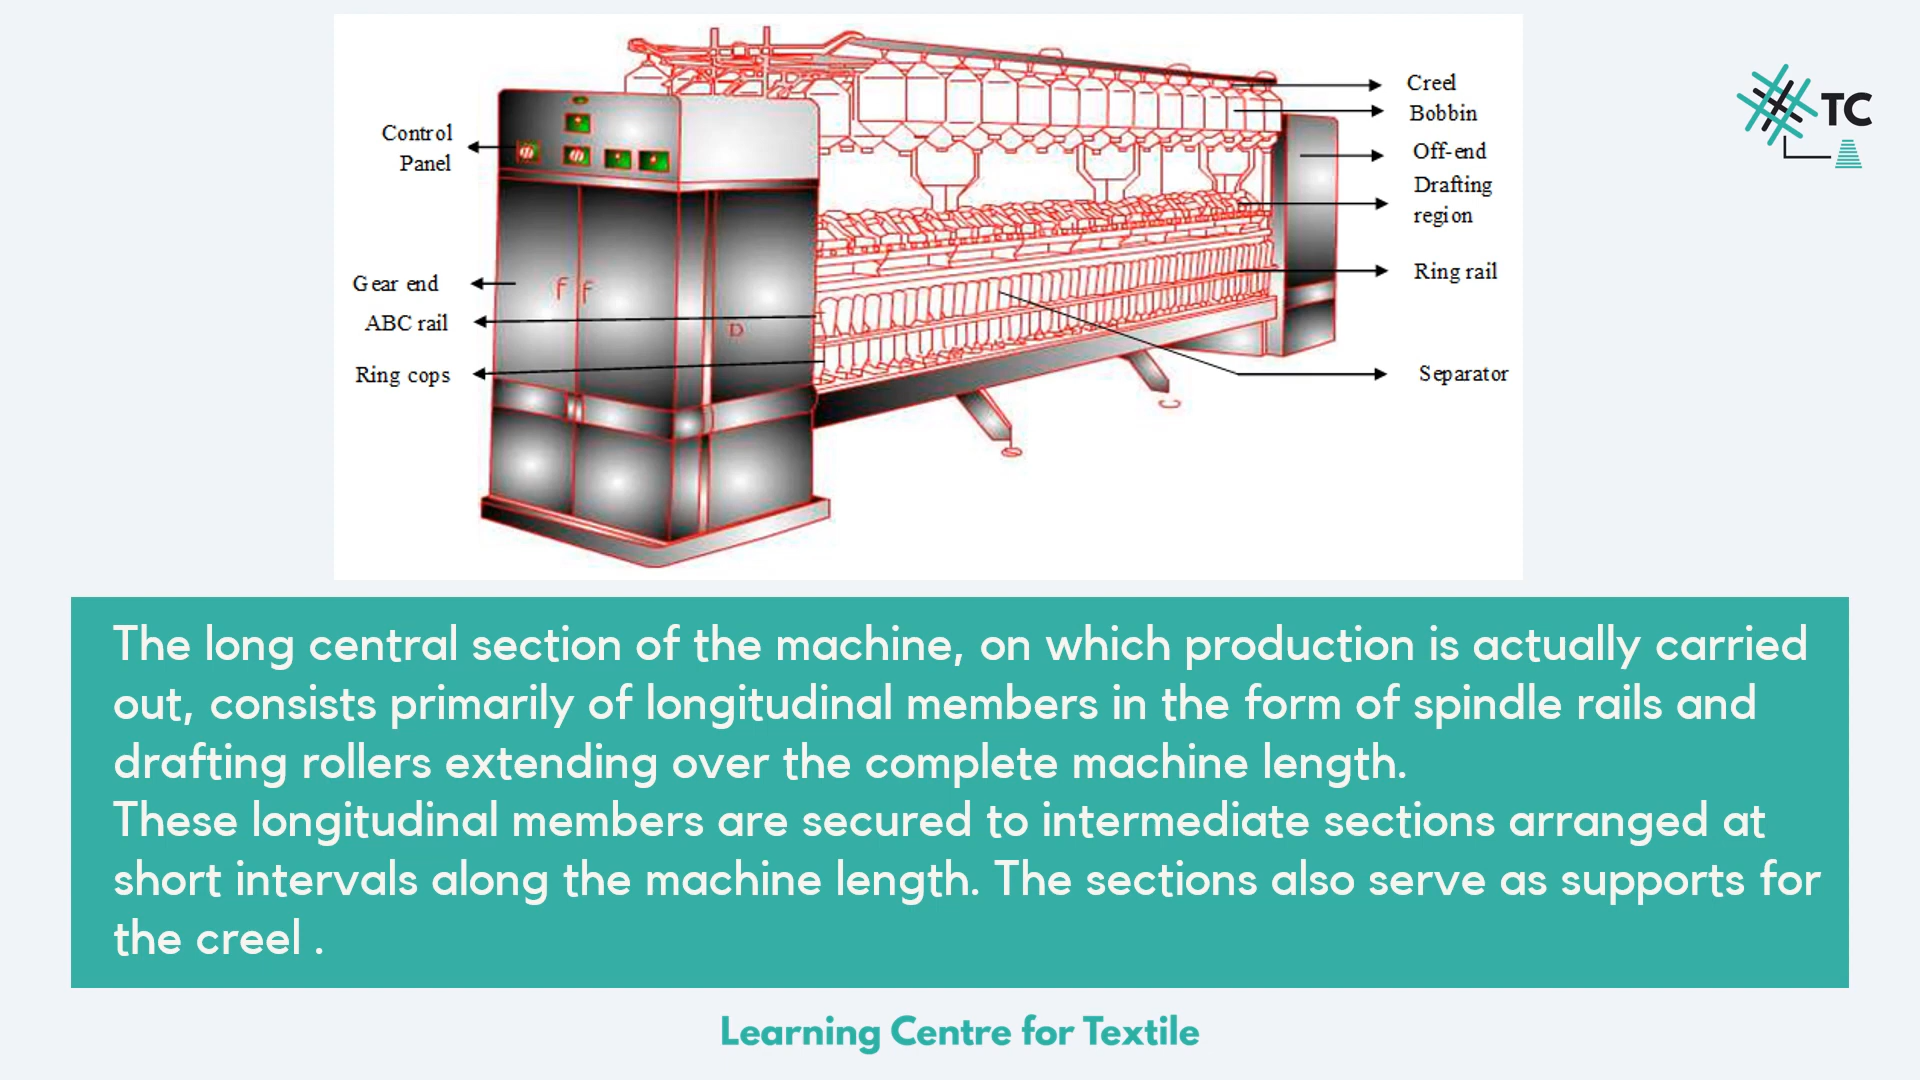 Creel
TC
Bobbin
Control
Panel
Off-end
Drafting
region
Ring rail
Gear end
F F
ABC rail
D
Ring cops
Separator
The long central section of the machine, on which production is actually carried
out, consists primarily of longitudinal members in the form of spindle rails and
drafting rollers extending over the complete machine length.
These longitudinal members are secured to intermediate sections arranged at
short intervals along the machine length. The sections also serve as supports for
the creel .
Learning Centre for Textile